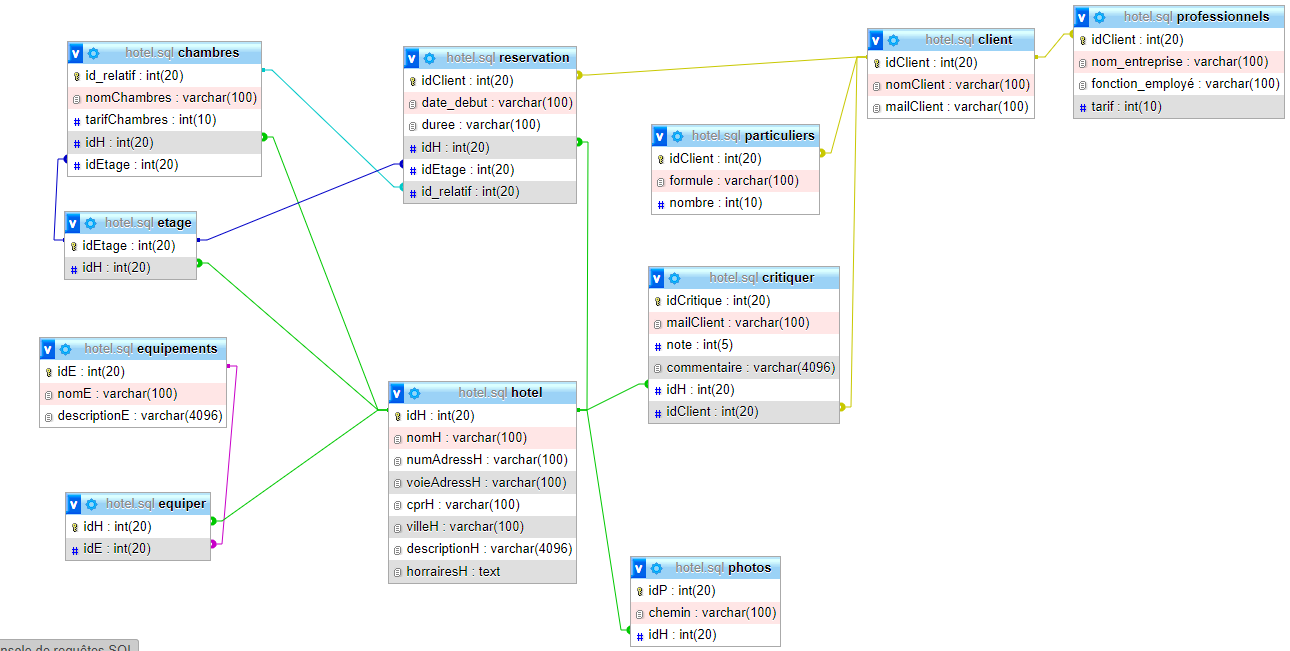 hotel.sql chambres
id_relatif : int(20)
nomChambres : varchar(100)
tarifChambres : int(10)
idH : int(20)
idEtage : int(20)
hotel.sql reservation
idClient : int(20)
date_debut : varchar(100)
duree : varchar(100)
idH : int(20)
idEtage : int(20)
id_relatif : int(20)
hotel.sql client
idClient : int(20)
nomClient : varchar(100)
mailClient : varchar(100)
hotel.sql professionnels
idClient : int(20)
nom_entreprise : varchar(100)
fonction_employé : varchar(100)
tarif : int(10)
hotel.sql particuliers
idClient : int(20)
formule : varchar(100)
nombre : int(10)
hotel.sql etage
idEtage : int(20)
idH : int(20)
hotel.sql critiquer
idCritique : int(20)
mailClient : varchar(100)
note : int(5)
commentaire : varchar(4096)
idH : int(20)
idClient : int(20)
hotel.sql equipements
idE : int(20)
nomE : varchar(100)
descriptionE : varchar(4096)
hotel.sql hotel
idH : int(20)
nomH : varchar(100)
numAdressH : varchar(100)
voieAdressH : varchar(100)
cprH : varchar(100)
villeH : varchar(100)
descriptionH : varchar(4096)
horrairesH : text
hotel.sql equiper
idH : int(20)
idE : int(20)
hotel.sql photos
idP : int(20)
chemin : varchar(100)
idH : int(20)
nsole de requêtes SQL